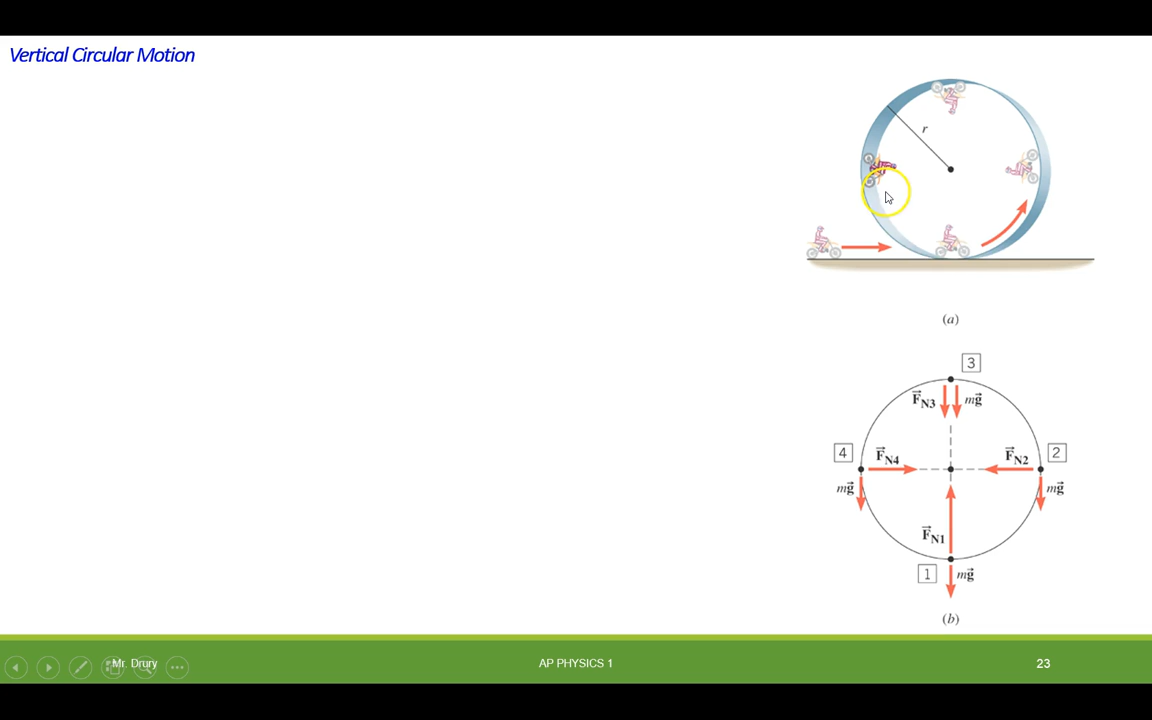 Vertical Circular Motion
r
(a)
3
F⃗N3 mg⃗
4
F⃗N4
F⃗N2
2
mg⃗
mg⃗
F⃗N1
1
mg⃗
(b)
Mr. Drury
AP PHYSICS 1
23